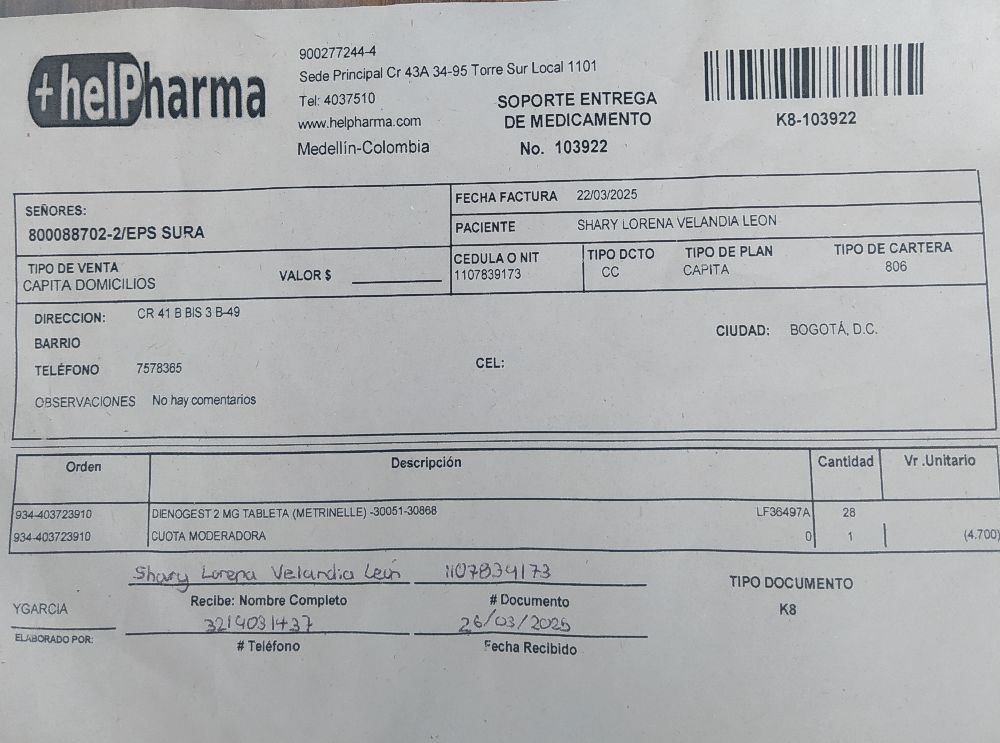 +helPharma
900277244-4
Sede Principal Cr 43A 34-95 Torre Sur Local 1101
Tel: 4037510
www.helpharma.com
Medellín-Colombia
SOPORTE ENTREGA
DE MEDICAMENTO
No. 103922
K8-103922
SEÑORES:
800088702-2/EPS SURA
FECHA FACTURA 22/03/2025
PACIENTE SHARY LORENA VELANDIA LEON
TIPO DE VENTA
CAPITA DOMICILIOS
VALOR $
CEDULA O NIT
1107839173
TIPO DCTO
CC
TIPO DE PLAN
CAPITA
TIPO DE CARTERA
806
DIRECCION: CR 41 B BIS 3 B-49
BARRIO
CIUDAD: BOGOTÁ, D.C.
TELÉFONO 7578365
CEL:
OBSERVACIONES No hay comentarios
Orden Descripción Cantidad Vr .Unitario
934-403723910 DIENOGEST 2 MG TABLETA (METRINELLE) -30051-30868 LF36497A 28
934-403723910 CUOTA MODERADORA 0 1 (4.700)
Shary Lorena Velandia León 1107839173
Recibe: Nombre Completo # Documento
3219031437 26/03/2025
# Teléfono Fecha Recibido
YGARCIA
ELABORADO POR:
TIPO DOCUMENTO
K8